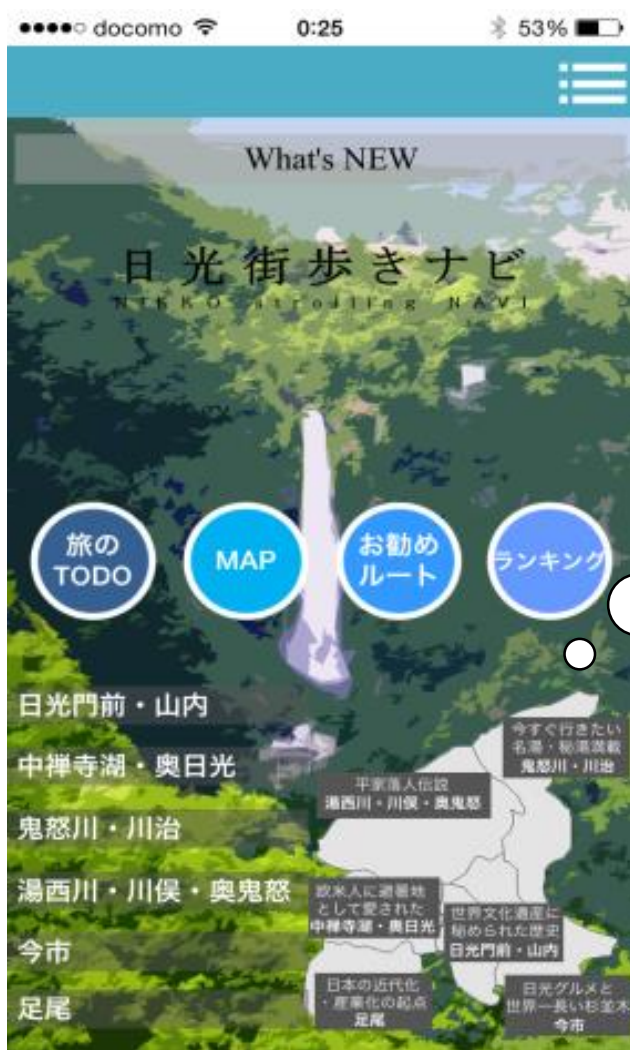 docomo 0:25 53%
What's NEW
日光街歩きナビ
NIKKO strolling NAVI
旅の
TODO
MAP
お勧め
ルート
ランキング
日光門前・山内
中禅寺湖・奥日光
鬼怒川・川治
湯西川・川俣・奥鬼怒
今市
足尾
今すぐ行きたい
名湯・秘湯満載
鬼怒川・川治
平家落人伝説
湯西川・川俣・奥鬼怒
欧米人に避暑地
として愛された
中禅寺湖・奥日光
世界文化遺産に
秘められた歴史
日光門前・山内
日本の近代化
・産業化の起点
足尾
日光グルメと
世界一長い杉並木
今市